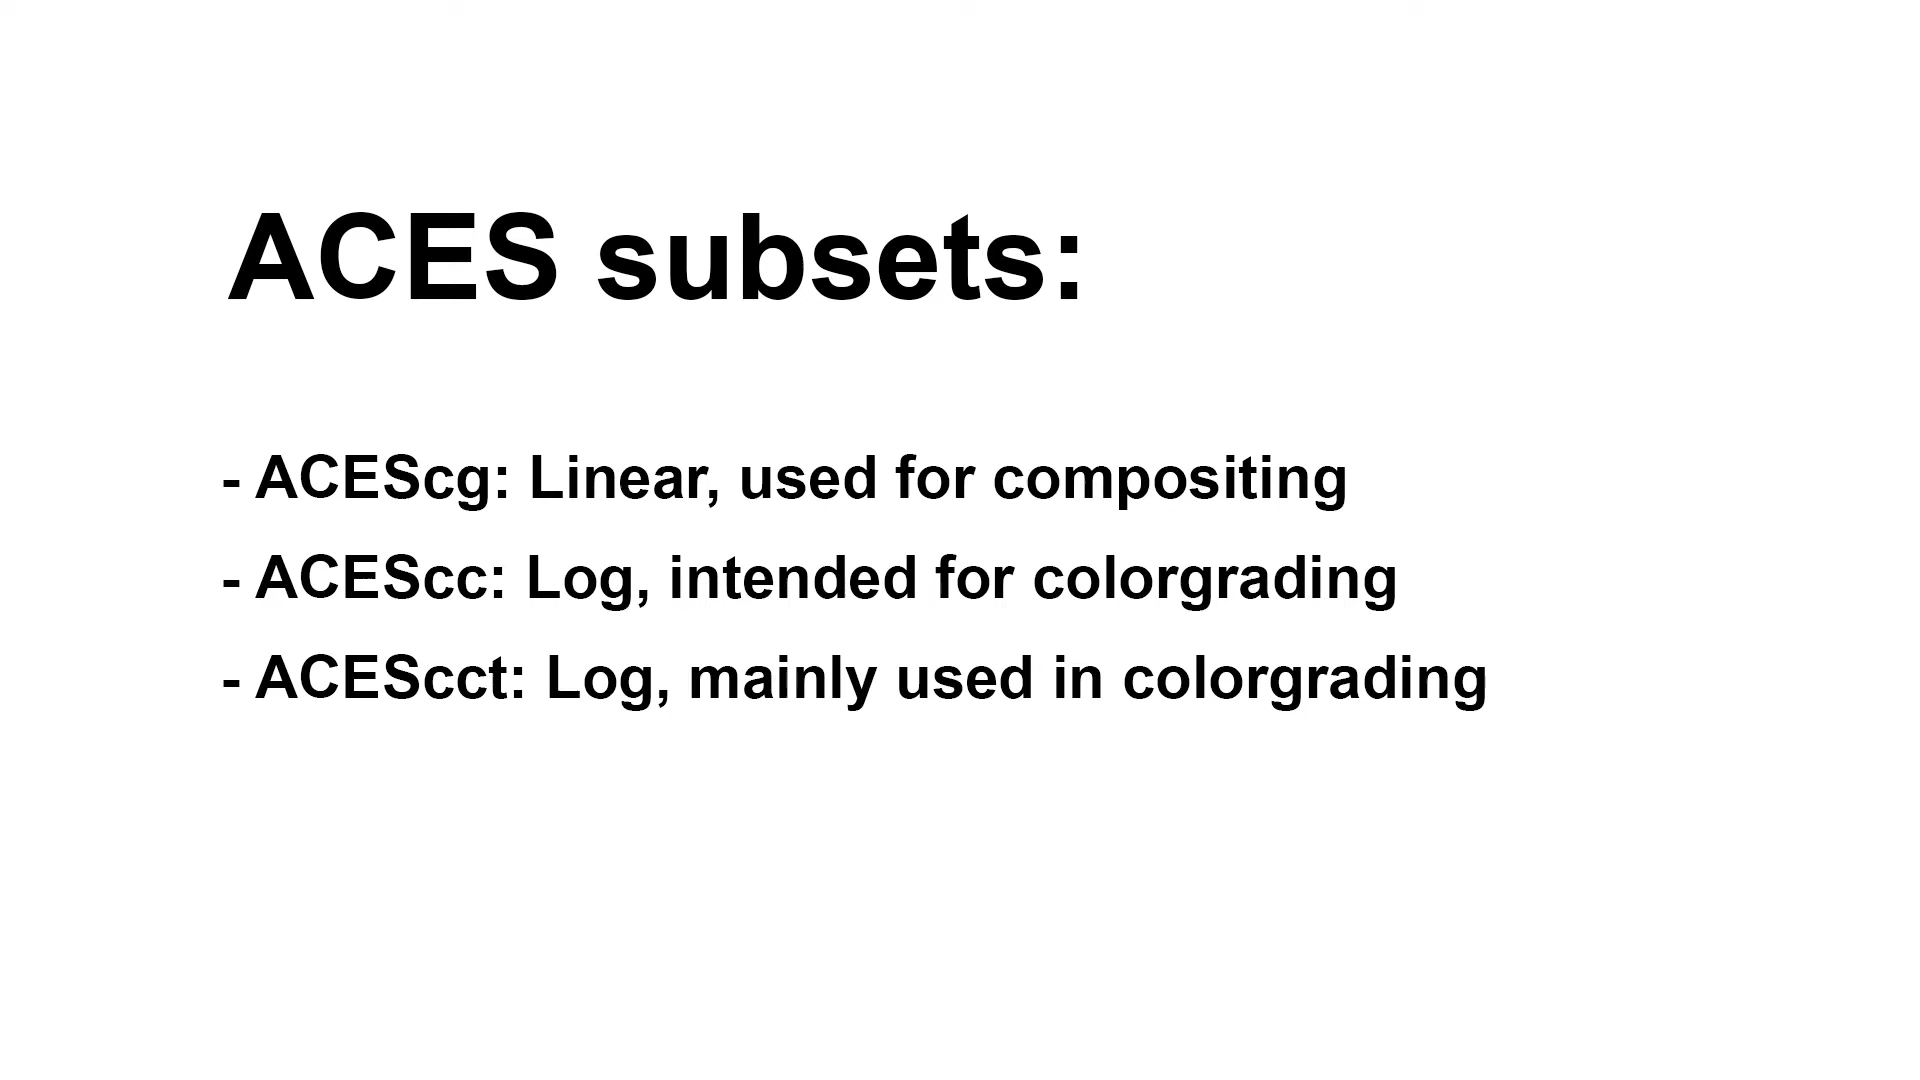 ACES subsets:
- ACEScg: Linear, used for compositing
- ACEScc: Log, intended for colorgrading
- ACEScct: Log, mainly used in colorgrading